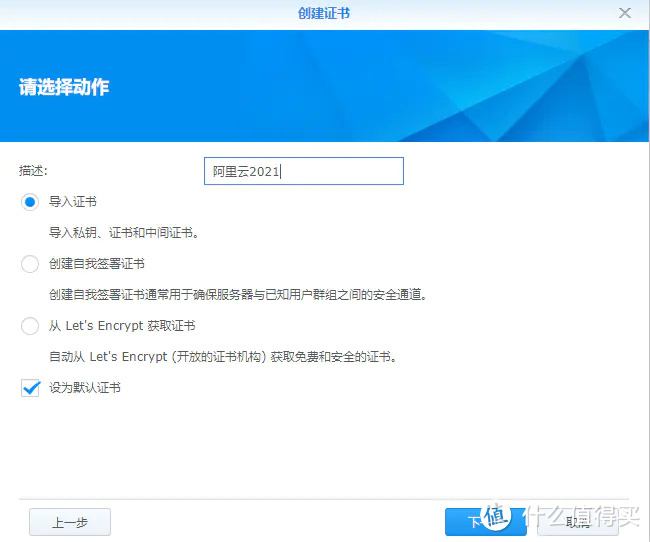 创建证书
请选择动作
描述: 阿里云2021
导入证书
导入私钥、证书和中间证书。
创建自我签署证书
创建自我签署证书通常用于确保服务器与已知用户群组之间的安全通道。
从 Let's Encrypt 获取证书
自动从 Let's Encrypt (开放的证书机构) 获取免费和安全的证书。
设为默认证书
上一步 下一 取消
值 什么值得买